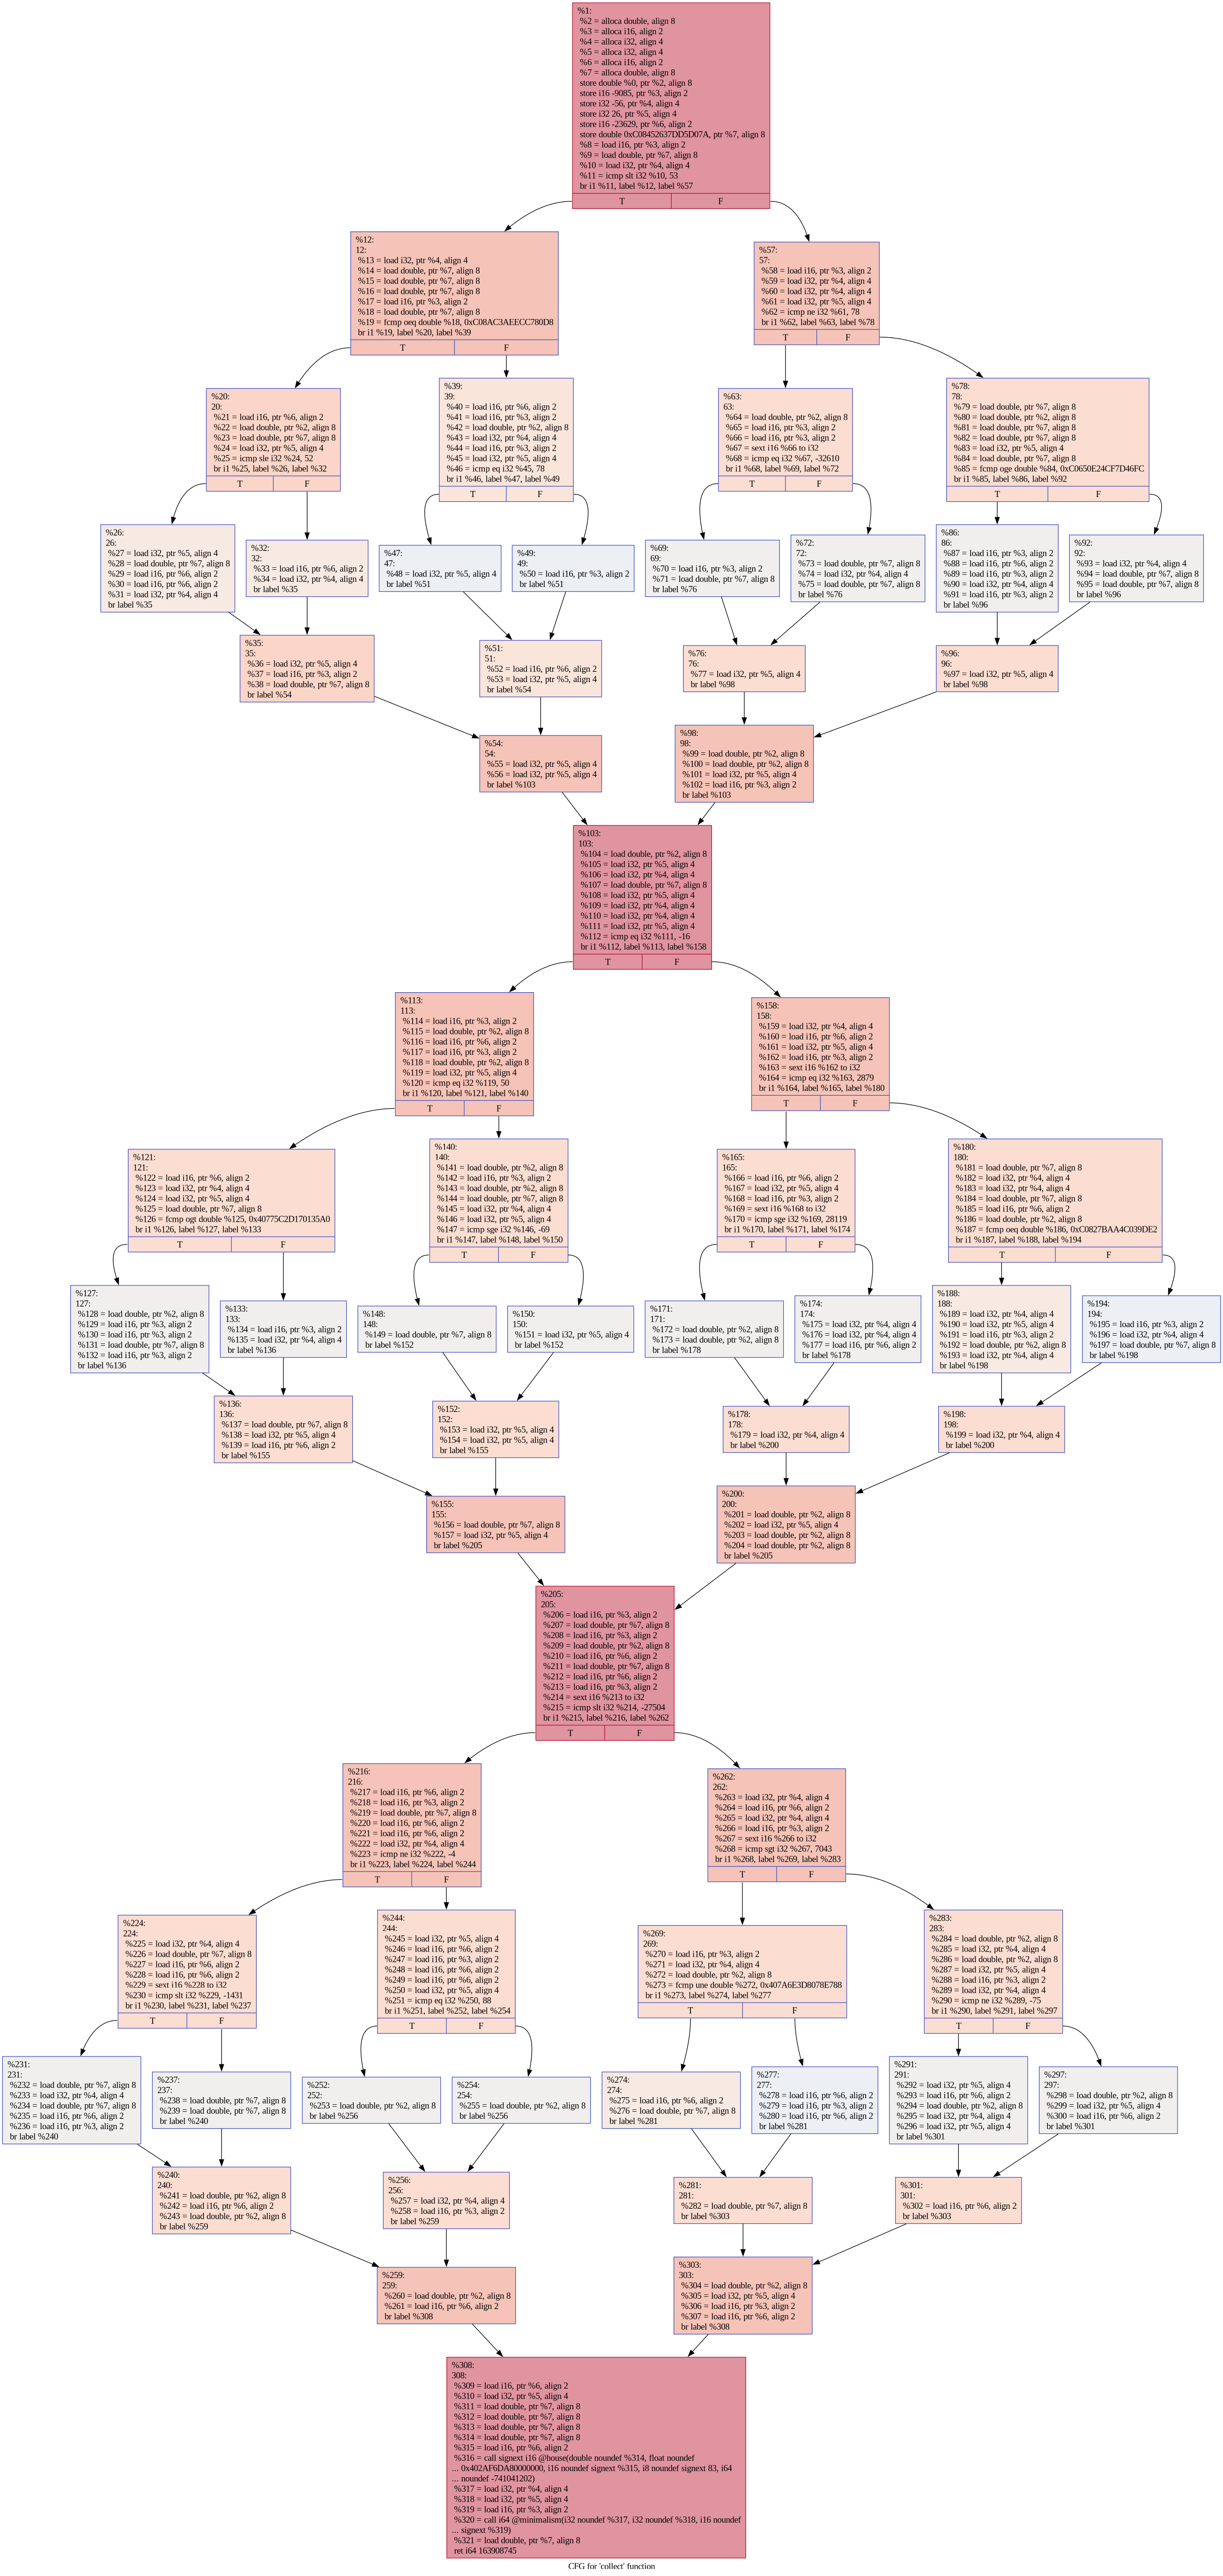 %1:
%2 = alloca double, align 8
%3 = alloca i16, align 2
%4 = alloca i32, align 4
%5 = alloca i32, align 4
%6 = alloca i16, align 2
%7 = alloca double, align 8
store double %0, ptr %2, align 8
store i16 -9085, ptr %3, align 2
store i32 -56, ptr %4, align 4
store i32 26, ptr %5, align 4
store i16 -23629, ptr %6, align 2
store double 0xC08452637DD5D07A, ptr %7, align 8
%8 = load i16, ptr %3, align 2
%9 = load double, ptr %7, align 8
%10 = load i32, ptr %4, align 4
%11 = icmp slt i32 %10, 53
br i1 %11, label %12, label %57
T F
%12:
12:
%13 = load i32, ptr %4, align 4
%14 = load double, ptr %7, align 8
%15 = load double, ptr %7, align 8
%16 = load double, ptr %7, align 8
%17 = load i16, ptr %3, align 2
%18 = load double, ptr %7, align 8
%19 = fcmp oeq double %18, 0xC08AC3AEECC780D8
br i1 %19, label %20, label %39
T F
%57:
57:
%58 = load i16, ptr %3, align 2
%59 = load i32, ptr %4, align 4
%60 = load i32, ptr %4, align 4
%61 = load i32, ptr %5, align 4
%62 = icmp ne i32 %61, 78
br i1 %62, label %63, label %78
T F
%20:
20:
%21 = load i16, ptr %6, align 2
%22 = load double, ptr %2, align 8
%23 = load double, ptr %7, align 8
%24 = load i32, ptr %5, align 4
%25 = icmp sle i32 %24, 52
br i1 %25, label %26, label %32
T F
%39:
39:
%40 = load i16, ptr %6, align 2
%41 = load i16, ptr %3, align 2
%42 = load double, ptr %2, align 8
%43 = load i32, ptr %4, align 4
%44 = load i16, ptr %3, align 2
%45 = load i32, ptr %5, align 4
%46 = icmp eq i32 %45, 78
br i1 %46, label %47, label %49
T F
%63:
63:
%64 = load double, ptr %2, align 8
%65 = load i16, ptr %3, align 2
%66 = load i16, ptr %3, align 2
%67 = sext i16 %66 to i32
%68 = icmp eq i32 %67, -32610
br i1 %68, label %69, label %72
T F
%78:
78:
%79 = load double, ptr %7, align 8
%80 = load double, ptr %2, align 8
%81 = load double, ptr %7, align 8
%82 = load double, ptr %7, align 8
%83 = load i32, ptr %5, align 4
%84 = load double, ptr %7, align 8
%85 = fcmp oge double %84, 0xC0650E24CF7D46FC
br i1 %85, label %86, label %92
T F
%26:
26:
%27 = load i32, ptr %5, align 4
%28 = load double, ptr %7, align 8
%29 = load i16, ptr %6, align 2
%30 = load i16, ptr %6, align 2
%31 = load i32, ptr %4, align 4
br label %35
%32:
32:
%33 = load i16, ptr %6, align 2
%34 = load i32, ptr %4, align 4
br label %35
%47:
47:
%48 = load i32, ptr %5, align 4
br label %51
%49:
49:
%50 = load i16, ptr %3, align 2
br label %51
%69:
69:
%70 = load i16, ptr %3, align 2
%71 = load double, ptr %7, align 8
br label %76
%72:
72:
%73 = load double, ptr %7, align 8
%74 = load i32, ptr %4, align 4
%75 = load double, ptr %7, align 8
br label %76
%86:
86:
%87 = load i16, ptr %3, align 2
%88 = load i16, ptr %6, align 2
%89 = load i16, ptr %3, align 2
%90 = load i32, ptr %4, align 4
%91 = load i16, ptr %3, align 2
br label %96
%92:
92:
%93 = load i32, ptr %4, align 4
%94 = load double, ptr %7, align 8
%95 = load double, ptr %7, align 8
br label %96
%35:
35:
%36 = load i32, ptr %5, align 4
%37 = load i16, ptr %3, align 2
%38 = load double, ptr %7, align 8
br label %54
%51:
51:
%52 = load i16, ptr %6, align 2
%53 = load i32, ptr %5, align 4
br label %54
%76:
76:
%77 = load i32, ptr %5, align 4
br label %98
%96:
96:
%97 = load i32, ptr %5, align 4
br label %98
%54:
54:
%55 = load i32, ptr %5, align 4
%56 = load i32, ptr %5, align 4
br label %103
%98:
98:
%99 = load double, ptr %2, align 8
%100 = load double, ptr %2, align 8
%101 = load i32, ptr %5, align 4
%102 = load i16, ptr %3, align 2
br label %103
%103:
103:
%104 = load double, ptr %2, align 8
%105 = load i32, ptr %5, align 4
%106 = load i32, ptr %4, align 4
%107 = load double, ptr %7, align 8
%108 = load i32, ptr %5, align 4
%109 = load i32, ptr %4, align 4
%110 = load i32, ptr %4, align 4
%111 = load i32, ptr %5, align 4
%112 = icmp eq i32 %111, -16
br i1 %112, label %113, label %158
T F
%113:
113:
%114 = load i16, ptr %3, align 2
%115 = load double, ptr %2, align 8
%116 = load i16, ptr %6, align 2
%117 = load i16, ptr %3, align 2
%118 = load double, ptr %2, align 8
%119 = load i32, ptr %5, align 4
%120 = icmp eq i32 %119, 50
br i1 %120, label %121, label %140
T F
%158:
158:
%159 = load i32, ptr %4, align 4
%160 = load i16, ptr %6, align 2
%161 = load i32, ptr %5, align 4
%162 = load i16, ptr %3, align 2
%163 = sext i16 %162 to i32
%164 = icmp eq i32 %163, 2879
br i1 %164, label %165, label %180
T F
%121:
121:
%122 = load i16, ptr %6, align 2
%123 = load i32, ptr %4, align 4
%124 = load i32, ptr %5, align 4
%125 = load double, ptr %7, align 8
%126 = fcmp ogt double %125, 0x40775C2D170135A0
br i1 %126, label %127, label %133
T F
%140:
140:
%141 = load double, ptr %2, align 8
%142 = load i16, ptr %3, align 2
%143 = load double, ptr %2, align 8
%144 = load double, ptr %7, align 8
%145 = load i32, ptr %4, align 4
%146 = load i32, ptr %5, align 4
%147 = icmp sge i32 %146, -69
br i1 %147, label %148, label %150
T F
%165:
165:
%166 = load i16, ptr %6, align 2
%167 = load i32, ptr %5, align 4
%168 = load i16, ptr %3, align 2
%169 = sext i16 %168 to i32
%170 = icmp sge i32 %169, 28119
br i1 %170, label %171, label %174
T F
%180:
180:
%181 = load double, ptr %7, align 8
%182 = load i32, ptr %4, align 4
%183 = load i32, ptr %4, align 4
%184 = load double, ptr %7, align 8
%185 = load i16, ptr %6, align 2
%186 = load double, ptr %2, align 8
%187 = fcmp oeq double %186, 0xC0827BAA4C039DE2
br i1 %187, label %188, label %194
T F
%127:
127:
%128 = load double, ptr %2, align 8
%129 = load i16, ptr %3, align 2
%130 = load i16, ptr %3, align 2
%131 = load double, ptr %7, align 8
%132 = load i16, ptr %3, align 2
br label %136
%133:
133:
%134 = load i16, ptr %3, align 2
%135 = load i32, ptr %4, align 4
br label %136
%148:
148:
%149 = load double, ptr %7, align 8
br label %152
%150:
150:
%151 = load i32, ptr %5, align 4
br label %152
%171:
171:
%172 = load double, ptr %2, align 8
%173 = load double, ptr %2, align 8
br label %178
%174:
174:
%175 = load i32, ptr %4, align 4
%176 = load i32, ptr %4, align 4
%177 = load i16, ptr %6, align 2
br label %178
%188:
188:
%189 = load i32, ptr %4, align 4
%190 = load i32, ptr %5, align 4
%191 = load i16, ptr %3, align 2
%192 = load double, ptr %2, align 8
%193 = load i32, ptr %4, align 4
br label %198
%194:
194:
%195 = load i16, ptr %3, align 2
%196 = load i32, ptr %4, align 4
%197 = load double, ptr %7, align 8
br label %198
%136:
136:
%137 = load double, ptr %7, align 8
%138 = load i32, ptr %5, align 4
%139 = load i16, ptr %6, align 2
br label %155
%152:
152:
%153 = load i32, ptr %5, align 4
%154 = load i32, ptr %5, align 4
br label %155
%178:
178:
%179 = load i32, ptr %4, align 4
br label %200
%198:
198:
%199 = load i32, ptr %4, align 4
br label %200
%155:
155:
%156 = load double, ptr %7, align 8
%157 = load i32, ptr %5, align 4
br label %205
%200:
200:
%201 = load double, ptr %2, align 8
%202 = load i32, ptr %5, align 4
%203 = load double, ptr %2, align 8
%204 = load double, ptr %2, align 8
br label %205
%205:
205:
%206 = load i16, ptr %3, align 2
%207 = load double, ptr %7, align 8
%208 = load i16, ptr %3, align 2
%209 = load double, ptr %2, align 8
%210 = load i16, ptr %6, align 2
%211 = load double, ptr %7, align 8
%212 = load i16, ptr %6, align 2
%213 = load i16, ptr %3, align 2
%214 = sext i16 %213 to i32
%215 = icmp slt i32 %214, -27504
br i1 %215, label %216, label %262
T F
%216:
216:
%217 = load i16, ptr %6, align 2
%218 = load i16, ptr %3, align 2
%219 = load double, ptr %7, align 8
%220 = load i16, ptr %6, align 2
%221 = load i16, ptr %6, align 2
%222 = load i32, ptr %4, align 4
%223 = icmp ne i32 %222, -4
br i1 %223, label %224, label %244
T F
%262:
262:
%263 = load i32, ptr %4, align 4
%264 = load i16, ptr %6, align 2
%265 = load i32, ptr %4, align 4
%266 = load i16, ptr %3, align 2
%267 = sext i16 %266 to i32
%268 = icmp sgt i32 %267, 7043
br i1 %268, label %269, label %283
T F
%224:
224:
%225 = load i32, ptr %4, align 4
%226 = load double, ptr %7, align 8
%227 = load i16, ptr %6, align 2
%228 = load i16, ptr %6, align 2
%229 = sext i16 %228 to i32
%230 = icmp slt i32 %229, -1431
br i1 %230, label %231, label %237
T F
%244:
244:
%245 = load i32, ptr %5, align 4
%246 = load i16, ptr %6, align 2
%247 = load i16, ptr %3, align 2
%248 = load i16, ptr %6, align 2
%249 = load i16, ptr %6, align 2
%250 = load i32, ptr %5, align 4
%251 = icmp eq i32 %250, 88
br i1 %251, label %252, label %254
T F
%269:
269:
%270 = load i16, ptr %3, align 2
%271 = load i32, ptr %4, align 4
%272 = load double, ptr %2, align 8
%273 = fcmp une double %272, 0x407A6E3D8078E788
br i1 %273, label %274, label %277
T F
%283:
283:
%284 = load double, ptr %2, align 8
%285 = load i32, ptr %4, align 4
%286 = load double, ptr %2, align 8
%287 = load i32, ptr %5, align 4
%288 = load i16, ptr %3, align 2
%289 = load i32, ptr %4, align 4
%290 = icmp ne i32 %289, -75
br i1 %290, label %291, label %297
T F
%231:
231:
%232 = load double, ptr %7, align 8
%233 = load i32, ptr %4, align 4
%234 = load double, ptr %7, align 8
%235 = load i16, ptr %6, align 2
%236 = load i16, ptr %3, align 2
br label %240
%237:
237:
%238 = load double, ptr %7, align 8
%239 = load double, ptr %7, align 8
br label %240
%252:
252:
%253 = load double, ptr %2, align 8
br label %256
%254:
254:
%255 = load double, ptr %2, align 8
br label %256
%274:
274:
%275 = load i16, ptr %6, align 2
%276 = load double, ptr %7, align 8
br label %281
%277:
277:
%278 = load i16, ptr %6, align 2
%279 = load i16, ptr %3, align 2
%280 = load i16, ptr %6, align 2
br label %281
%291:
291:
%292 = load i32, ptr %5, align 4
%293 = load i16, ptr %6, align 2
%294 = load double, ptr %2, align 8
%295 = load i32, ptr %4, align 4
%296 = load i32, ptr %5, align 4
br label %301
%297:
297:
%298 = load double, ptr %2, align 8
%299 = load i32, ptr %5, align 4
%300 = load i16, ptr %6, align 2
br label %301
%240:
240:
%241 = load double, ptr %2, align 8
%242 = load i16, ptr %6, align 2
%243 = load double, ptr %2, align 8
br label %259
%256:
256:
%257 = load i32, ptr %4, align 4
%258 = load i16, ptr %3, align 2
br label %259
%281:
281:
%282 = load double, ptr %7, align 8
br label %303
%301:
301:
%302 = load i16, ptr %6, align 2
br label %303
%259:
259:
%260 = load double, ptr %2, align 8
%261 = load i16, ptr %6, align 2
br label %308
%303:
303:
%304 = load double, ptr %2, align 8
%305 = load i32, ptr %5, align 4
%306 = load i16, ptr %3, align 2
%307 = load i16, ptr %6, align 2
br label %308
%308:
308:
%309 = load i16, ptr %6, align 2
%310 = load i32, ptr %5, align 4
%311 = load double, ptr %7, align 8
%312 = load double, ptr %7, align 8
%313 = load double, ptr %7, align 8
%314 = load double, ptr %7, align 8
%315 = load i16, ptr %6, align 2
%316 = call signext i16 @house(double noundef %314, float noundef
... 0x402AF6DA80000000, i16 noundef signext %315, i8 noundef signext 83, i64
... noundef -741041202)
%317 = load i32, ptr %4, align 4
%318 = load i32, ptr %5, align 4
%319 = load i16, ptr %3, align 2
%320 = call i64 @minimalism(i32 noundef %317, i32 noundef %318, i16 noundef
... signext %319)
%321 = load double, ptr %7, align 8
ret i64 163908745
CFG for 'collect' function